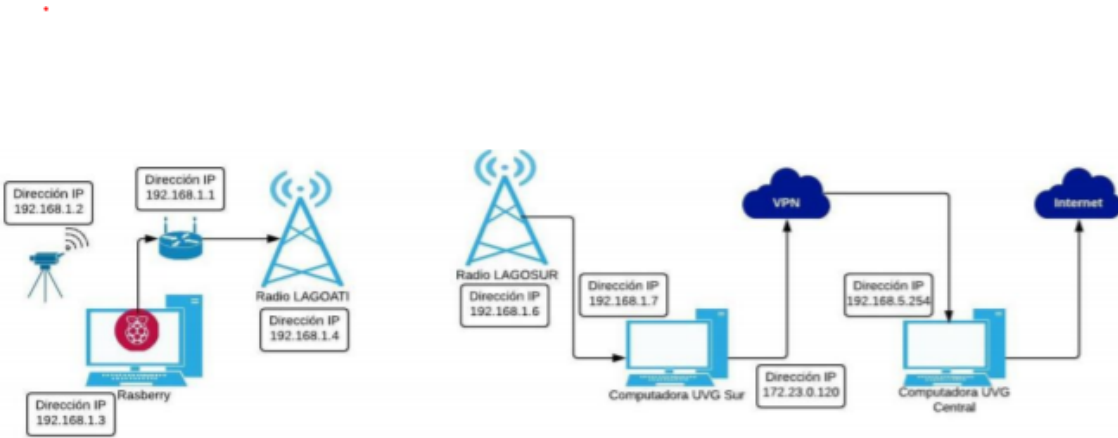 Dirección IP
192.168.1.2
Dirección IP
192.168.1.1
Radio LAGOATI
Dirección IP
192.168.1.4
Rasberry
Dirección IP
192.168.1.3
Radio LAGOSUR
Dirección IP
192.168.1.6
Dirección IP
192.168.1.7
Computadora UVG Sur
VPN
Dirección IP
172.23.0.120
Dirección IP
192.168.5.254
Computadora UVG
Central
Internet